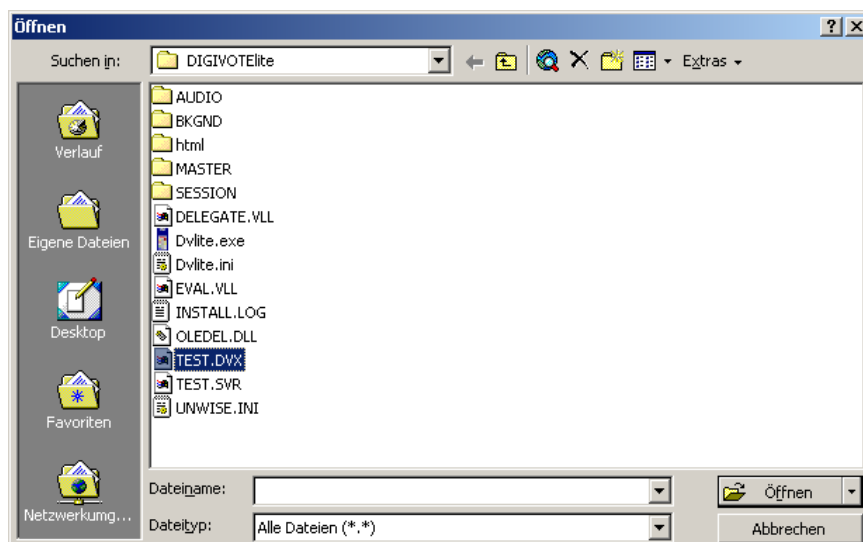 Öffnen
Suchen in: DIGIVOTElite Extras
AUDIO
BKGND
html
MASTER
SESSION
DELEGATE.VLL
Dvlite.exe
Dvlite.ini
EVAL.VLL
INSTALL.LOG
OLEDEL.DLL
TEST.DVX
TEST.SVR
UNWISE.INI
Verlauf
Eigene Dateien
Desktop
Favoriten
Netzwerkumg...
Dateiname: Öffnen
Dateityp: Alle Dateien (*.*) Abbrechen